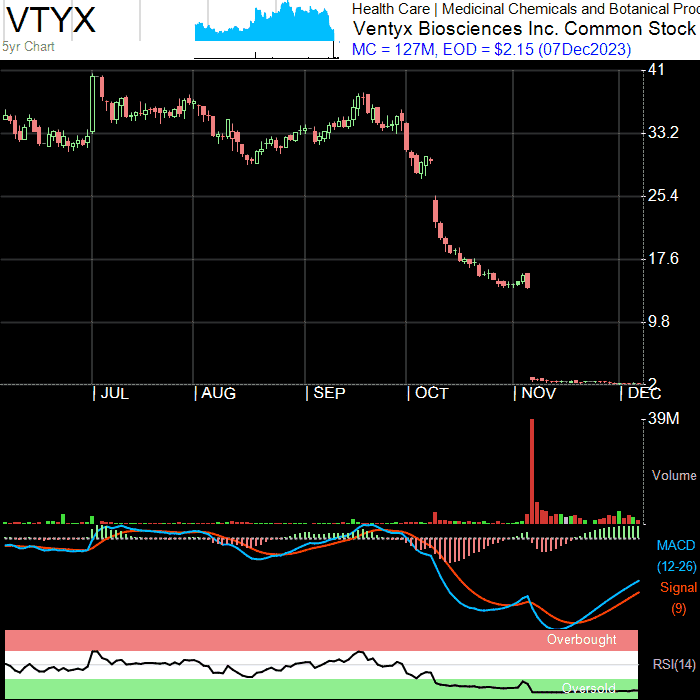 VTYX
5yr Chart
Health Care | Medicinal Chemicals and Botanical Proc
Ventyx Biosciences Inc. Common Stock
MC = 127M, EOD = $2.15 (07Dec2023)
41
33.2
25.4
17.6
9.8
2
JUL AUG SEP OCT NOV DEC
39M
Volume
MACD
(12-26)
Signal
(9)
Overbought
RSI(14)
Oversold